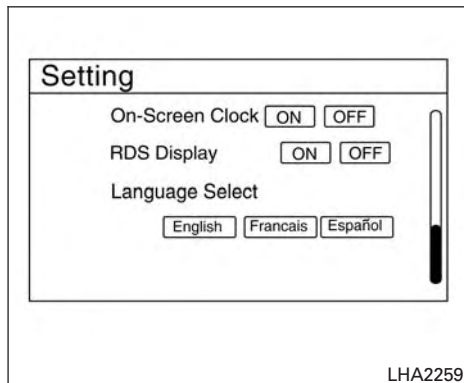 Setting
On-Screen Clock ON OFF
RDS Display ON OFF
Language Select
English Francais Español
LHA2259